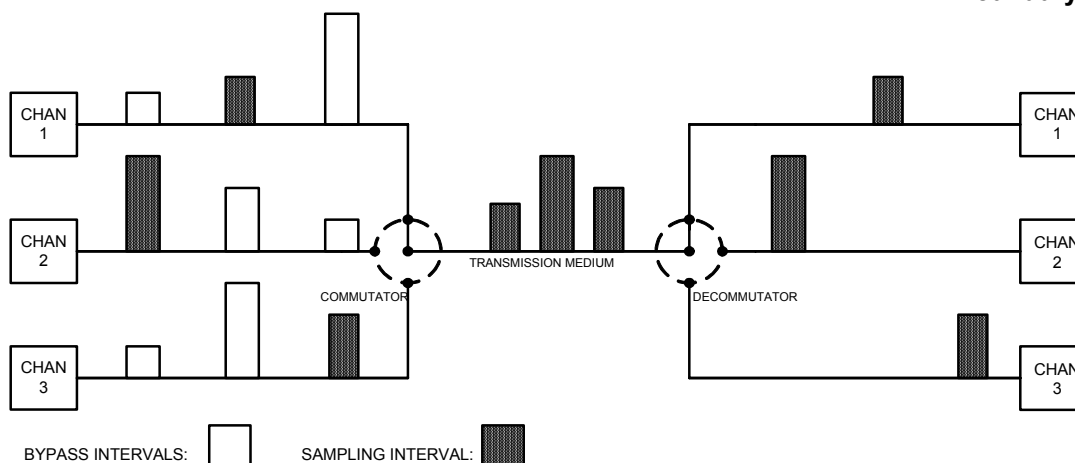 CHAN
1
CHAN
1
CHAN
2
CHAN
2
TRANSMISSION MEDIUM
COMMUTATOR
DECOMMUTATOR
CHAN
3
CHAN
3
BYPASS INTERVALS:
SAMPLING INTERVAL: